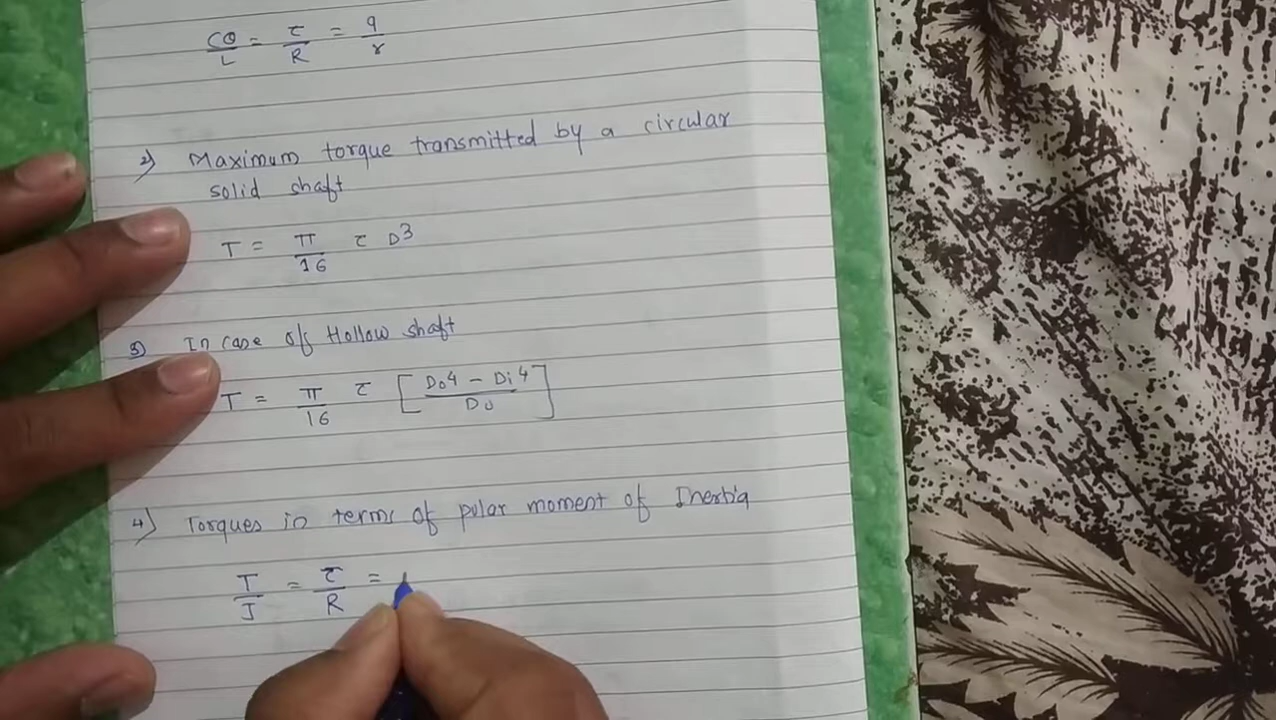 CΘ/L = τ/R = q/r
2) Maximum torque transmitted by a circular
solid shaft
T = π/16 τ D³
3) In case of Hollow shaft
T = π/16 τ [Do⁴ - Di⁴/Do]
4) Torques in terms of polar moment of Inertia
T/J = τ/R =